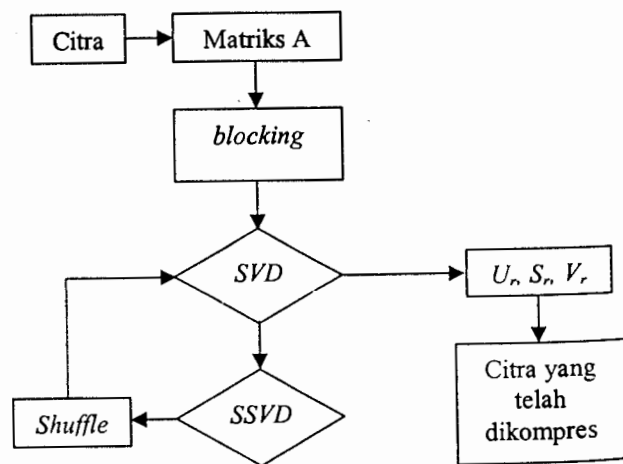 Citra
Matriks A
blocking
SVD
U_r, S_r, V_r
SSVD
Shuffle
Citra yang
telah
dikompres